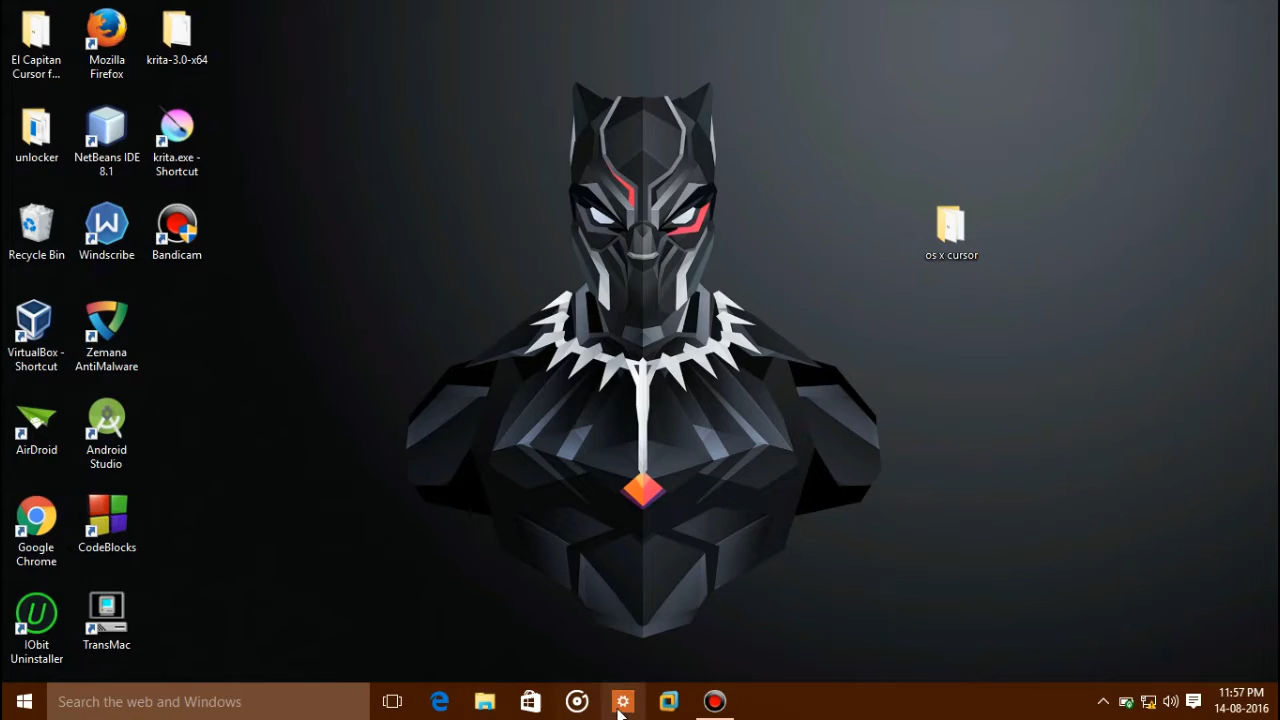 El Capitan
Cursor f...
Mozilla
Firefox
krita-3.0-x64
unlocker
NetBeans IDE
8.1
krita.exe -
Shortcut
Recycle Bin
Windscribe
Bandicam
os x cursor
VirtualBox -
Shortcut
Zemana
AntiMalware
AirDroid
Android
Studio
Google
Chrome
CodeBlocks
IObit
Uninstaller
TransMac
Search the web and Windows
11:57 PM
14-08-2016